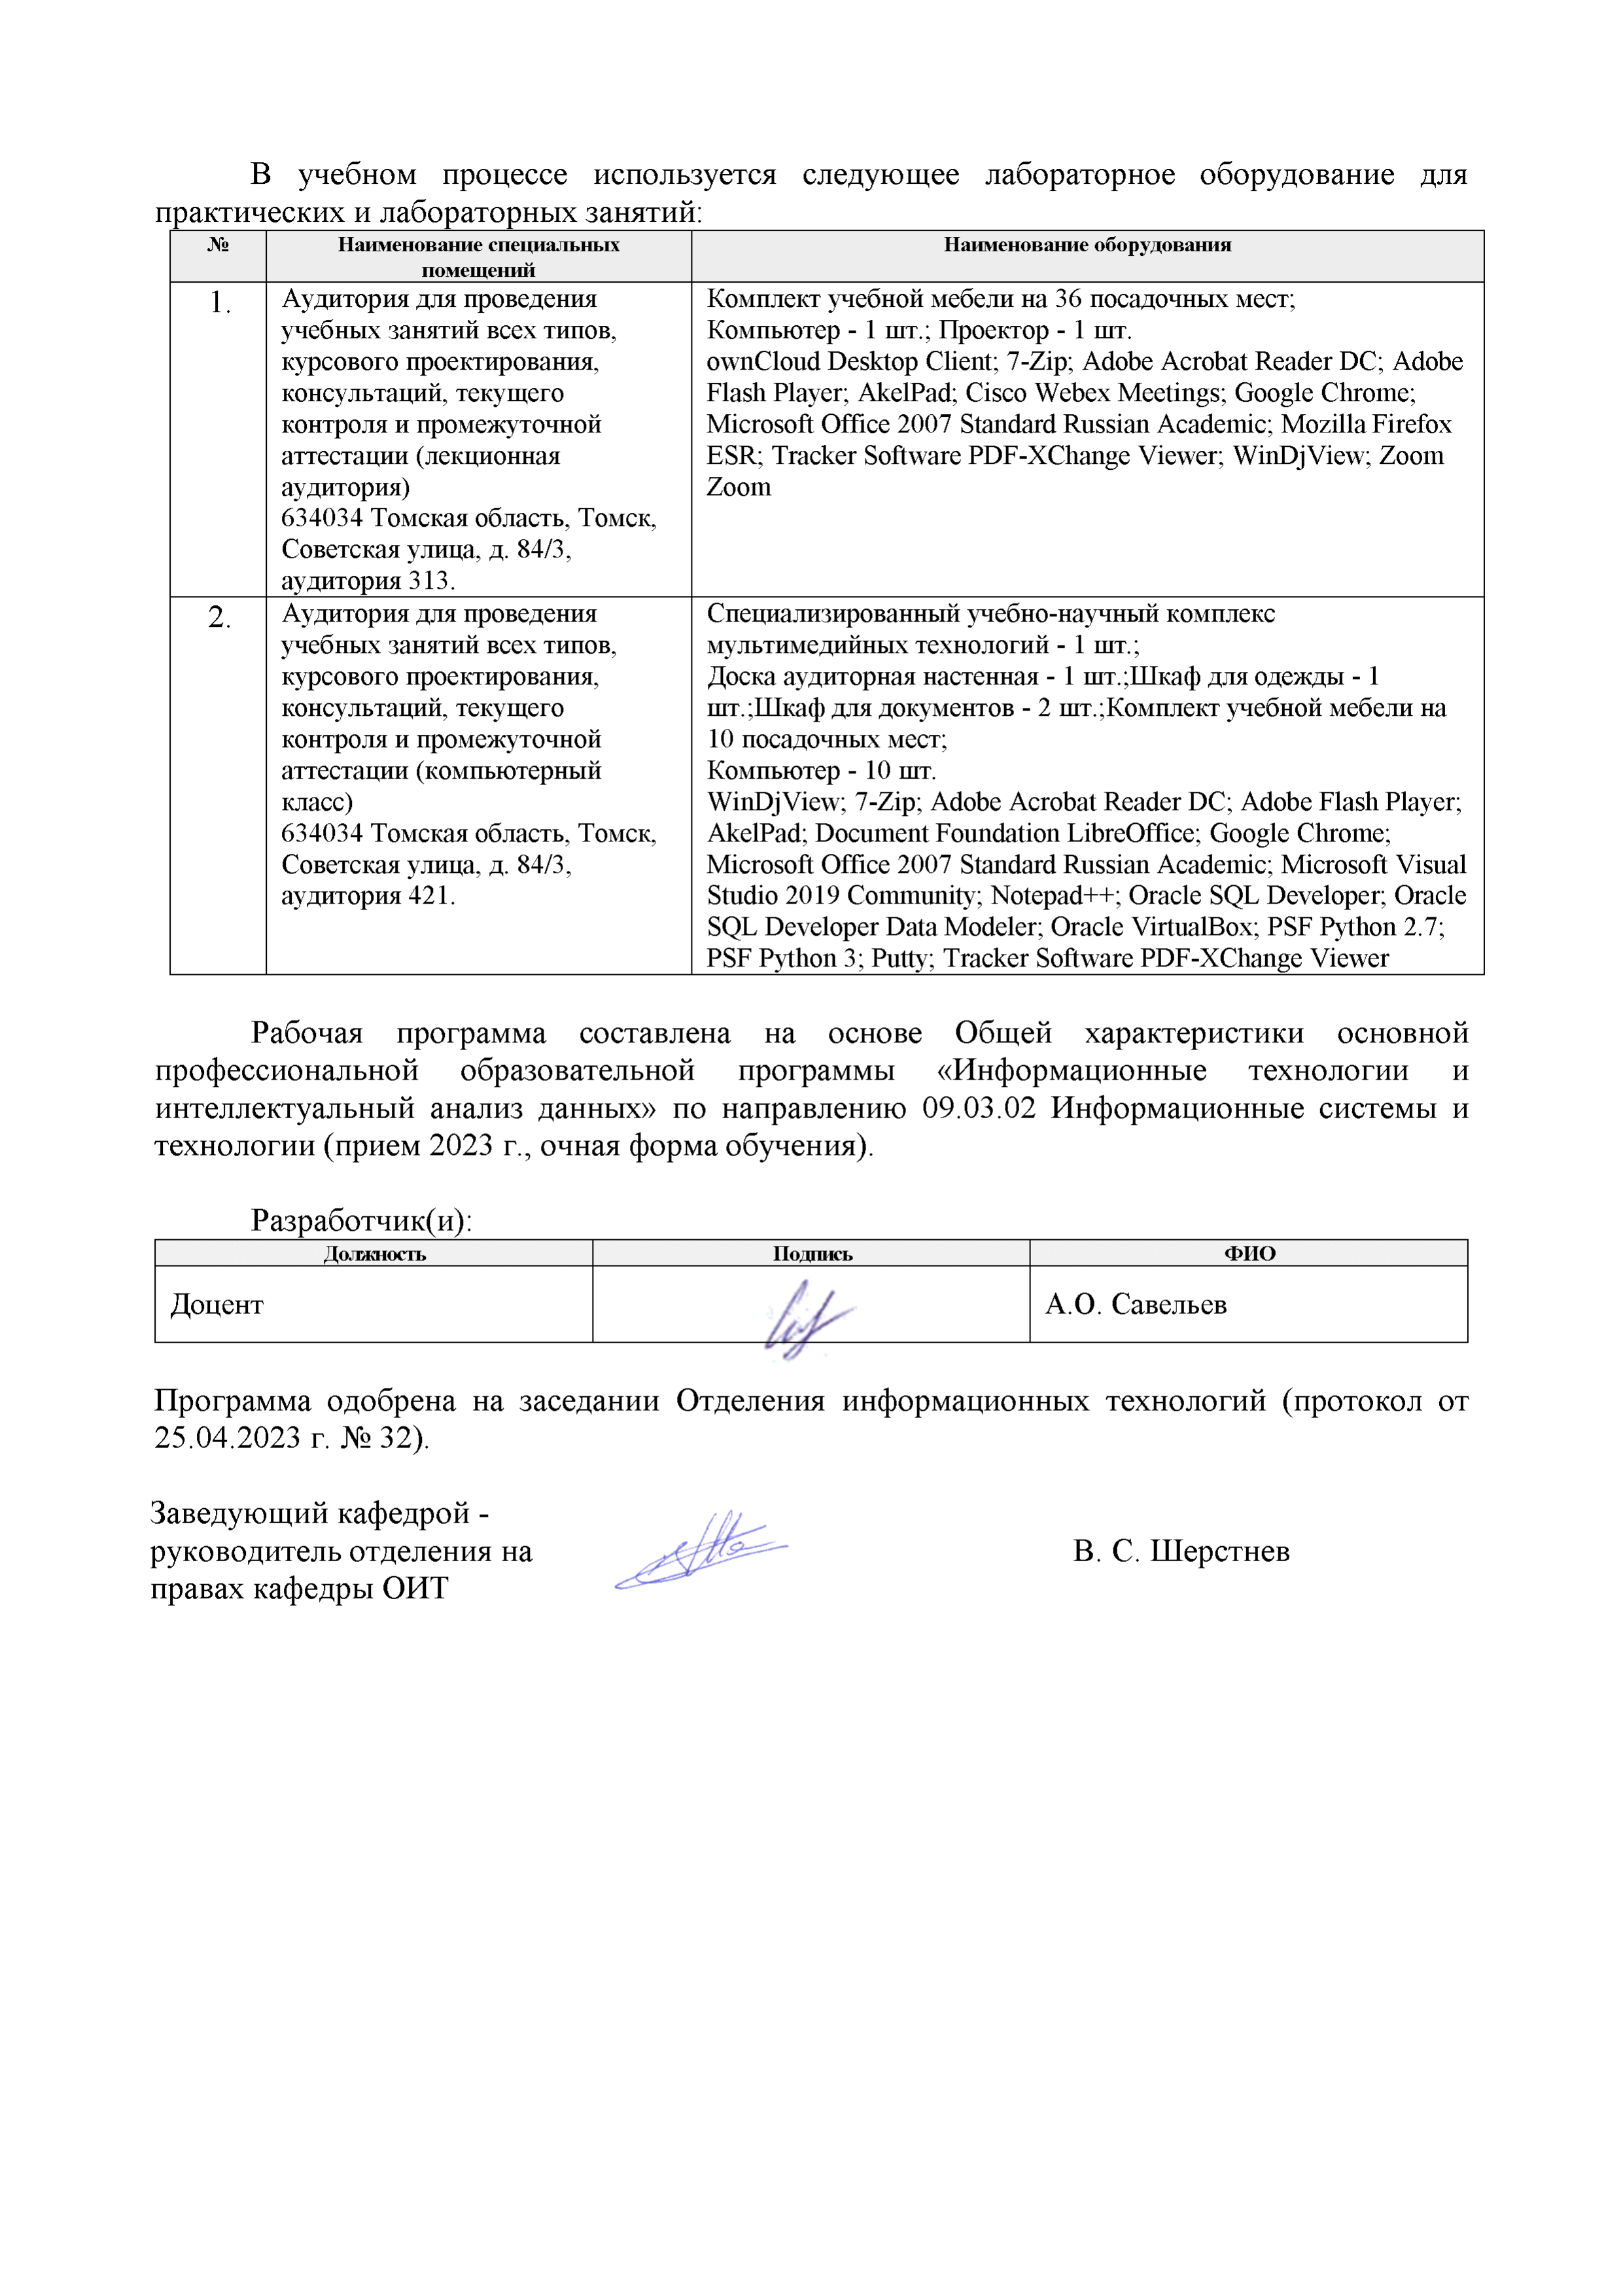 В учебном процессе используется следующее лабораторное оборудование для
практических и лабораторных занятий:
№
Наименование специальных
помещений
Наименование оборудования
1.
Аудитория для проведения
учебных занятий всех типов,
курсового проектирования,
консультаций, текущего
контроля и промежуточной
аттестации (лекционная
аудитория)
634034 Томская область, Томск,
Советская улица, д. 84/3,
аудитория 313.
Комплект учебной мебели на 36 посадочных мест;
Компьютер - 1 шт.; Проектор - 1 шт.
ownCloud Desktop Client; 7-Zip; Adobe Acrobat Reader DC; Adobe
Flash Player; AkelPad; Cisco Webex Meetings; Google Chrome;
Microsoft Office 2007 Standard Russian Academic; Mozilla Firefox
ESR; Tracker Software PDF-XChange Viewer; WinDjView; Zoom
Zoom
2.
Аудитория для проведения
учебных занятий всех типов,
курсового проектирования,
консультаций, текущего
контроля и промежуточной
аттестации (компьютерный
класс)
634034 Томская область, Томск,
Советская улица, д. 84/3,
аудитория 421.
Специализированный учебно-научный комплекс
мультимедийных технологий - 1 шт.;
Доска аудиторная настенная - 1 шт.;Шкаф для одежды - 1
шт.;Шкаф для документов - 2 шт.;Комплект учебной мебели на
10 посадочных мест;
Компьютер - 10 шт.
WinDjView; 7-Zip; Adobe Acrobat Reader DC; Adobe Flash Player;
AkelPad; Document Foundation LibreOffice; Google Chrome;
Microsoft Office 2007 Standard Russian Academic; Microsoft Visual
Studio 2019 Community; Notepad++; Oracle SQL Developer; Oracle
SQL Developer Data Modeler; Oracle VirtualBox; PSF Python 2.7;
PSF Python 3; Putty; Tracker Software PDF-XChange Viewer
Рабочая программа составлена на основе Общей характеристики основной
профессиональной образовательной программы «Информационные технологии и
интеллектуальный анализ данных» по направлению 09.03.02 Информационные системы и
технологии (прием 2023 г., очная форма обучения).
Разработчик(и):
Должность
Подпись
ФИО
Доцент
А.О. Савельев
Программа одобрена на заседании Отделения информационных технологий (протокол от
25.04.2023 г. № 32).
Заведующий кафедрой -
руководитель отделения на
правах кафедры ОИТ
В. С. Шерстнев